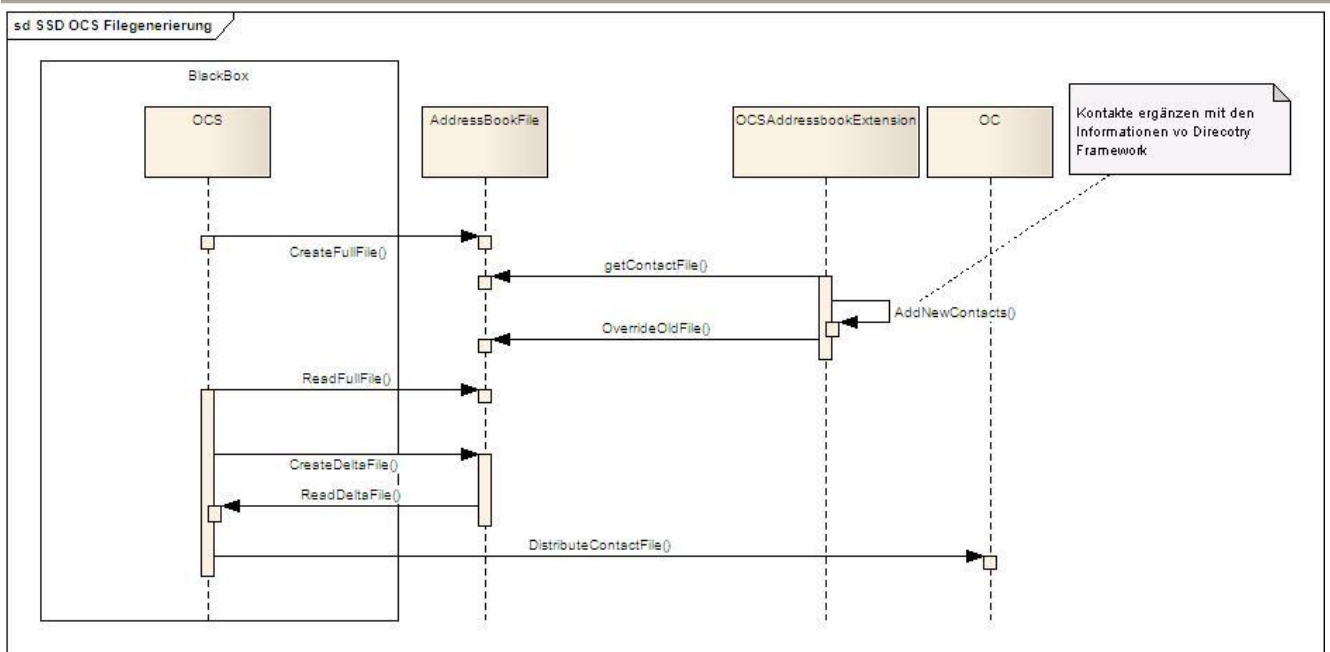 sd SSD OCS Filegenerierung
BlackBox
OCS
AddressBookFile
OCSAddressbookExtension
OC
Kontakte ergänzen mit den
Informationen vo Direcotry
Framework
CreateFullFile()
getContactFile()
AddNewContacts()
OverrideOldFile()
ReadFullFile()
CreateDeltaFile()
ReadDeltaFile()
DistributeContactFile()